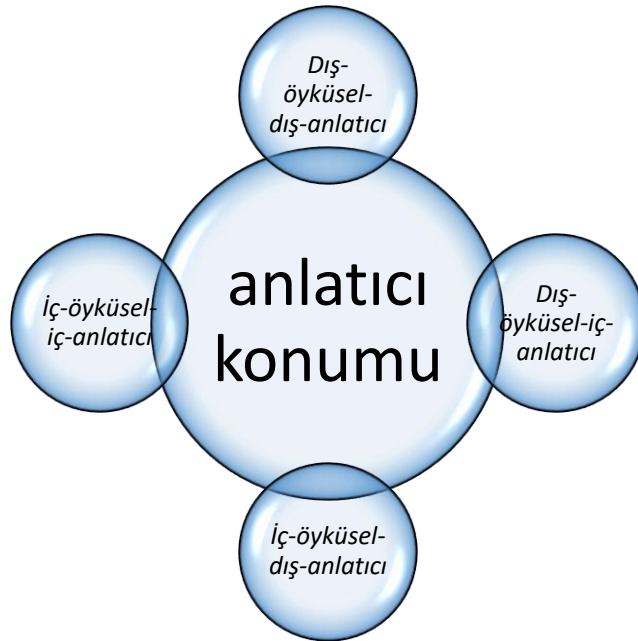 Dış-
öyküsel-
dış-anlatıcı
İç-öyküsel-
iç-anlatıcı
anlatıcı
konumu
Dış-
öyküsel-iç-
anlatıcı
İç-öyküsel-
dış-anlatıcı